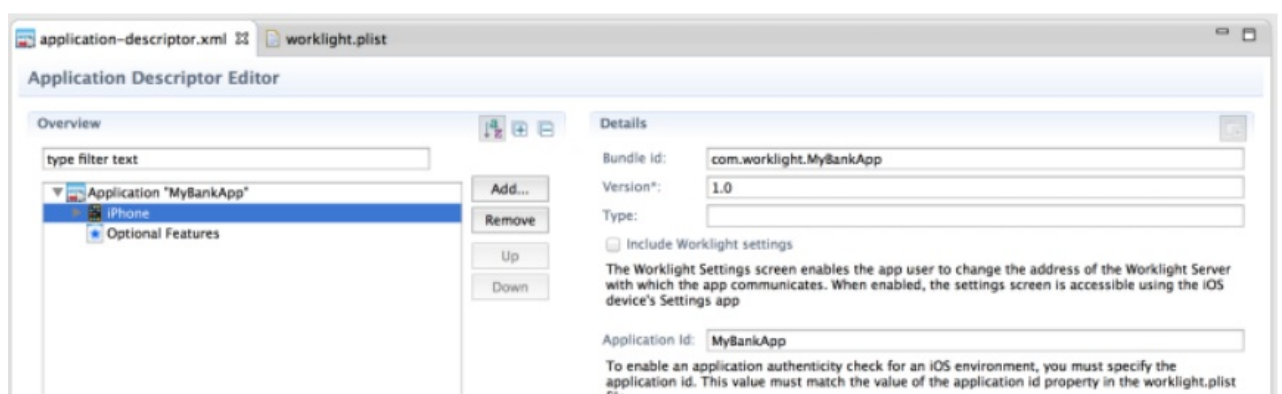 application-descriptor.xml
worklight.plist
Application Descriptor Editor
Overview
type filter text
Application "MyBankApp"
iPhone
Optional Features
Add...
Remove
Up
Down
Details
Bundle id:
com.worklight.MyBankApp
Version*:
1.0
Type:
Include Worklight settings
The Worklight Settings screen enables the app user to change the address of the Worklight Server
with which the app communicates. When enabled, the settings screen is accessible using the iOS
device's Settings app
Application Id:
MyBankApp
To enable an application authenticity check for an iOS environment, you must specify the
application id. This value must match the value of the application id property in the worklight.plist